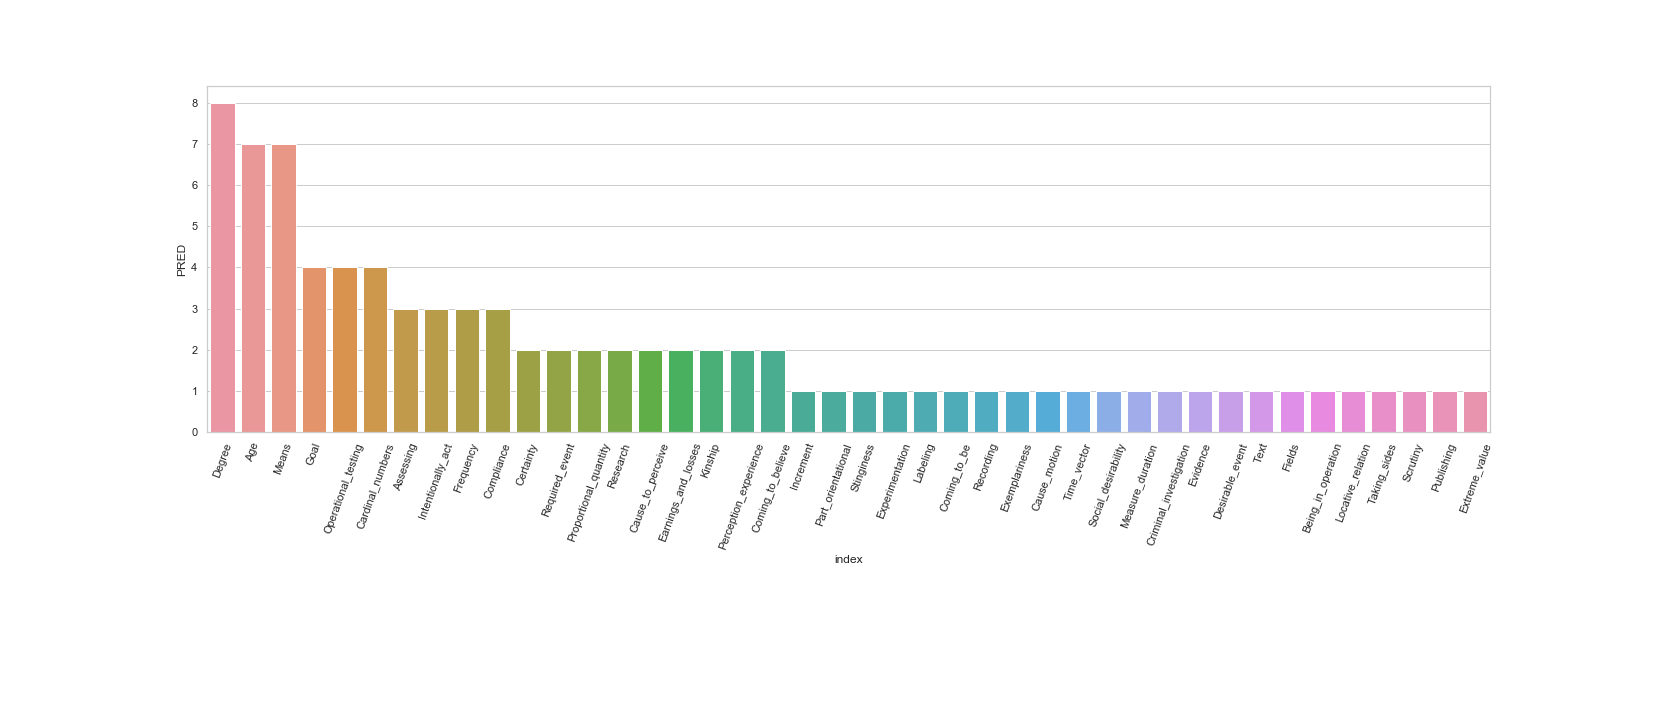 8
7
6
5
4
3
2
1
0
PRED
Degree
Age
Means
Goal
Operational_testing
Cardinal_numbers
Assessing
Intentionally_act
Frequency
Compliance
Certainty
Required_event
Proportional_quantity
Research
Cause_to_perceive
Earnings_and_losses
Kinship
Perception_experience
Coming_to_believe
Increment
Part_orientational
Stinginess
Experimentation
Labeling
Coming_to_be
Recording
Exemplariness
Cause_motion
Time_vector
Social_desirability
Measure_duration
Criminal_investigation
Evidence
Desirable_event
Text
Fields
Being_in_operation
Locative_relation
Taking_sides
Scrutiny
Publishing
Extreme_value
index